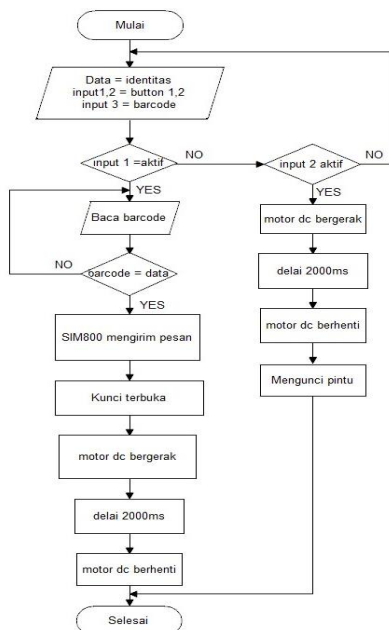 Mulai
Data = identitas
input1,2 = button 1,2
input 3 = barcode
input 1 =aktif
NO
input 2 aktif
NO
YES
Baca barcode
NO
barcode = data
YES
SIM800 mengirim pesan
Kunci terbuka
motor dc bergerak
delai 2000ms
motor dc berhenti
YES
motor dc bergerak
delai 2000ms
motor dc berhenti
Mengunci pintu
Selesai